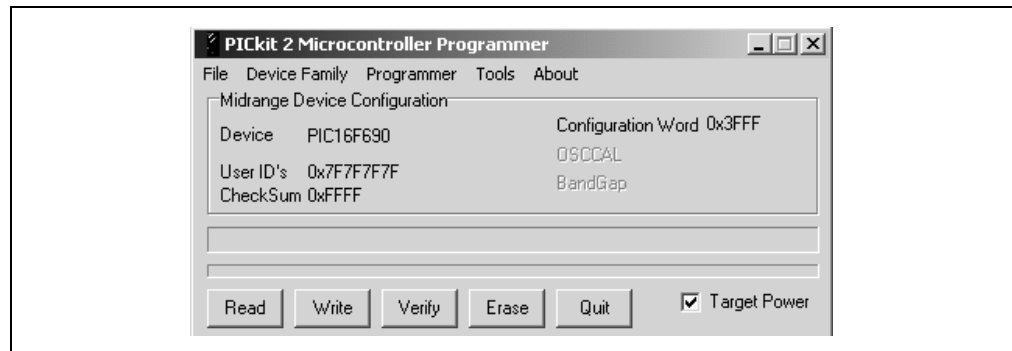 PICkit 2 Microcontroller Programmer
File Device Family Programmer Tools About
Midrange Device Configuration
Device PIC16F690 Configuration Word 0x3FFF
OSCCAL
User ID's 0x7F7F7F7F BandGap
CheckSum 0xFFFF
Read Write Verify Erase Quit Target Power